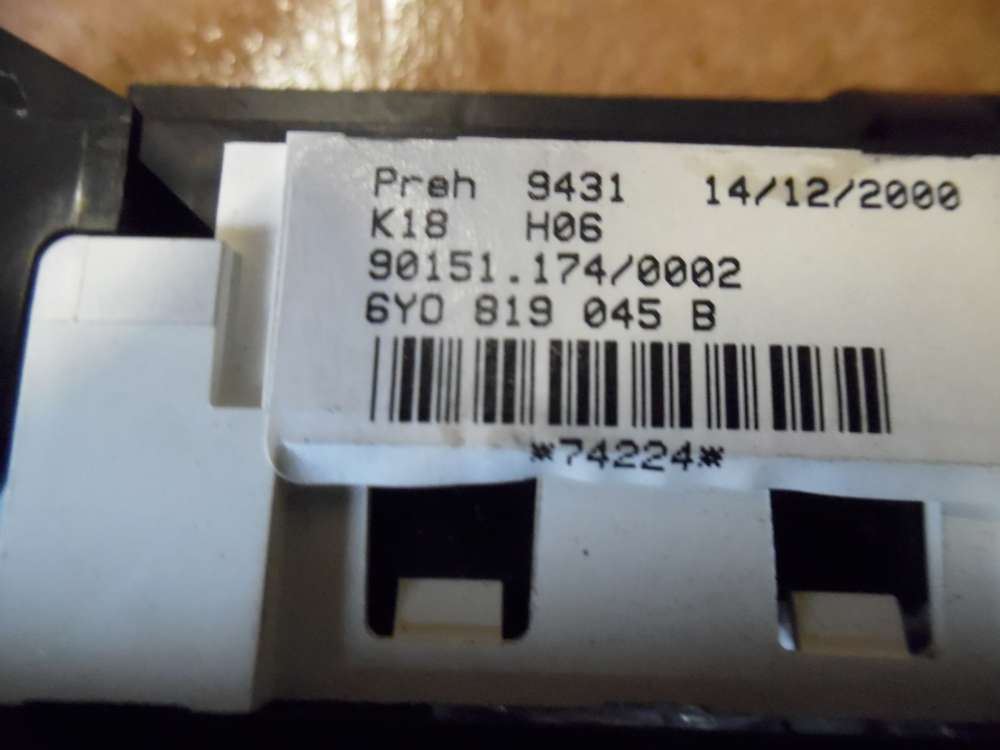 Preh 9431 14/12/2000
K18 H06
90151.174/0002
6Y0 819 045 B
*74224*